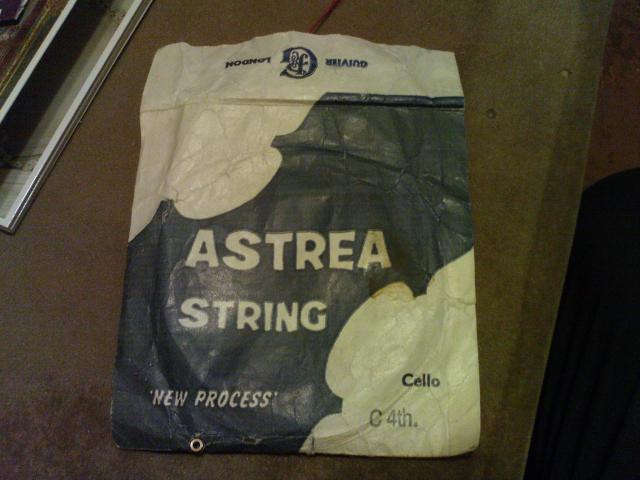 GUIVIER LONDON
ASTREA
STRING
'NEW PROCESS'
Cello
C 4th.